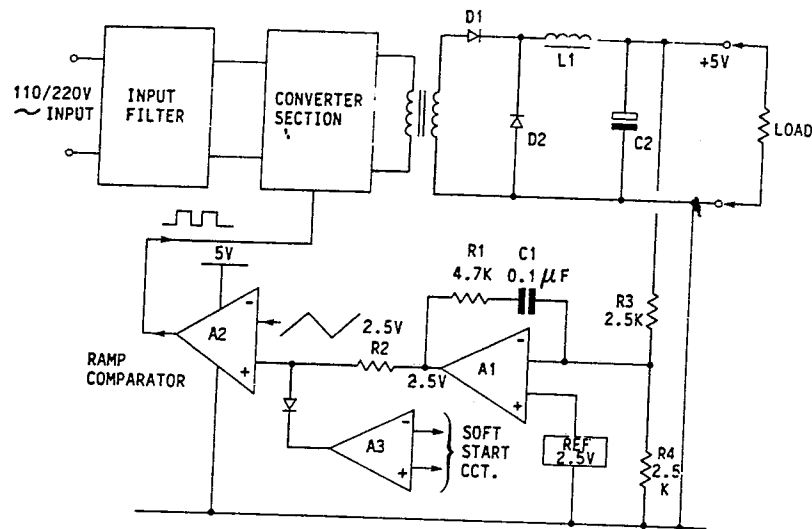 D1
L1
+5V
110/220V
~ INPUT
INPUT
FILTER
CONVERTER
SECTION
D2
C2
LOAD
5V
R1
4.7K
C1
0.1 μF
R3
2.5K
A2
-
+
2.5V
R2
2.5V
A1
-
+
RAMP
COMPARATOR
A3
-
+
SOFT
START
CCT.
REF
2.5V
R4
2.5
K